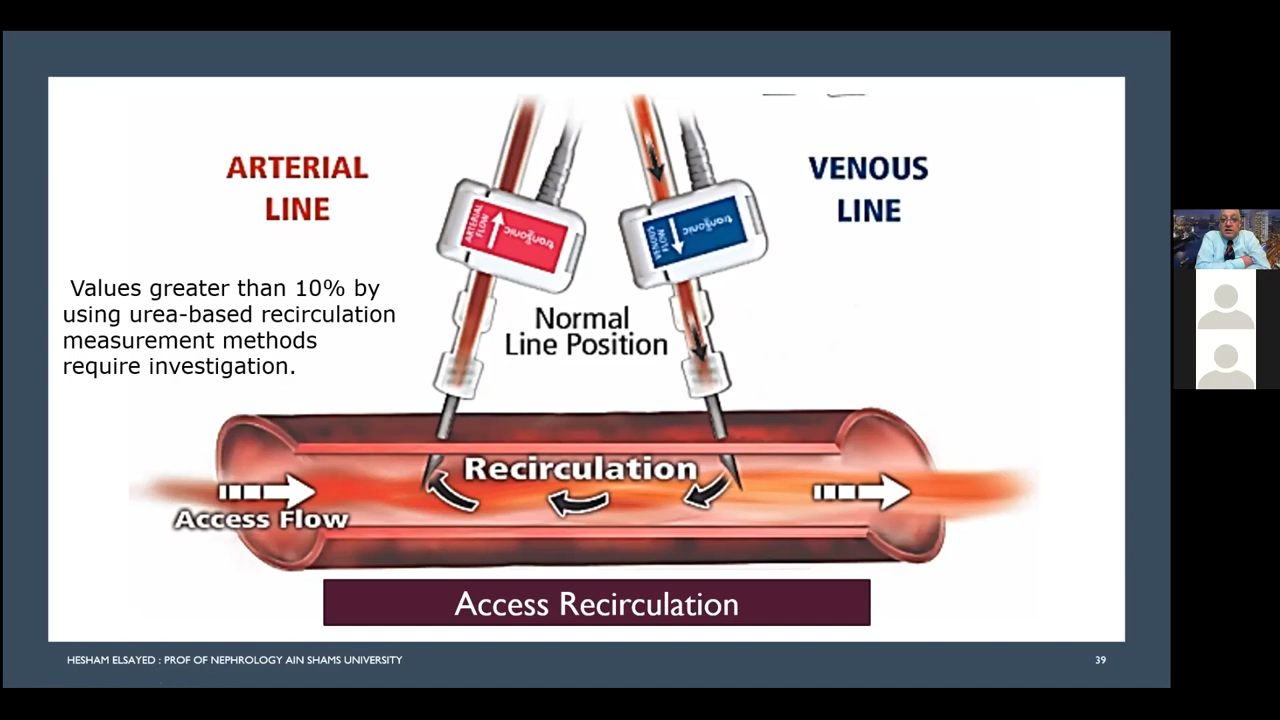 ARTERIAL
LINE
VENOUS
LINE
ARTERIAL
FLOW
transonic
VENOUS
FLOW
transonic
Values greater than 10% by
using urea-based recirculation
measurement methods
require investigation.
Normal
Line Position
Recirculation
Access Flow
Access Recirculation
HESHAM ELSAYED : PROF OF NEPHROLOGY AIN SHAMS UNIVERSITY
39